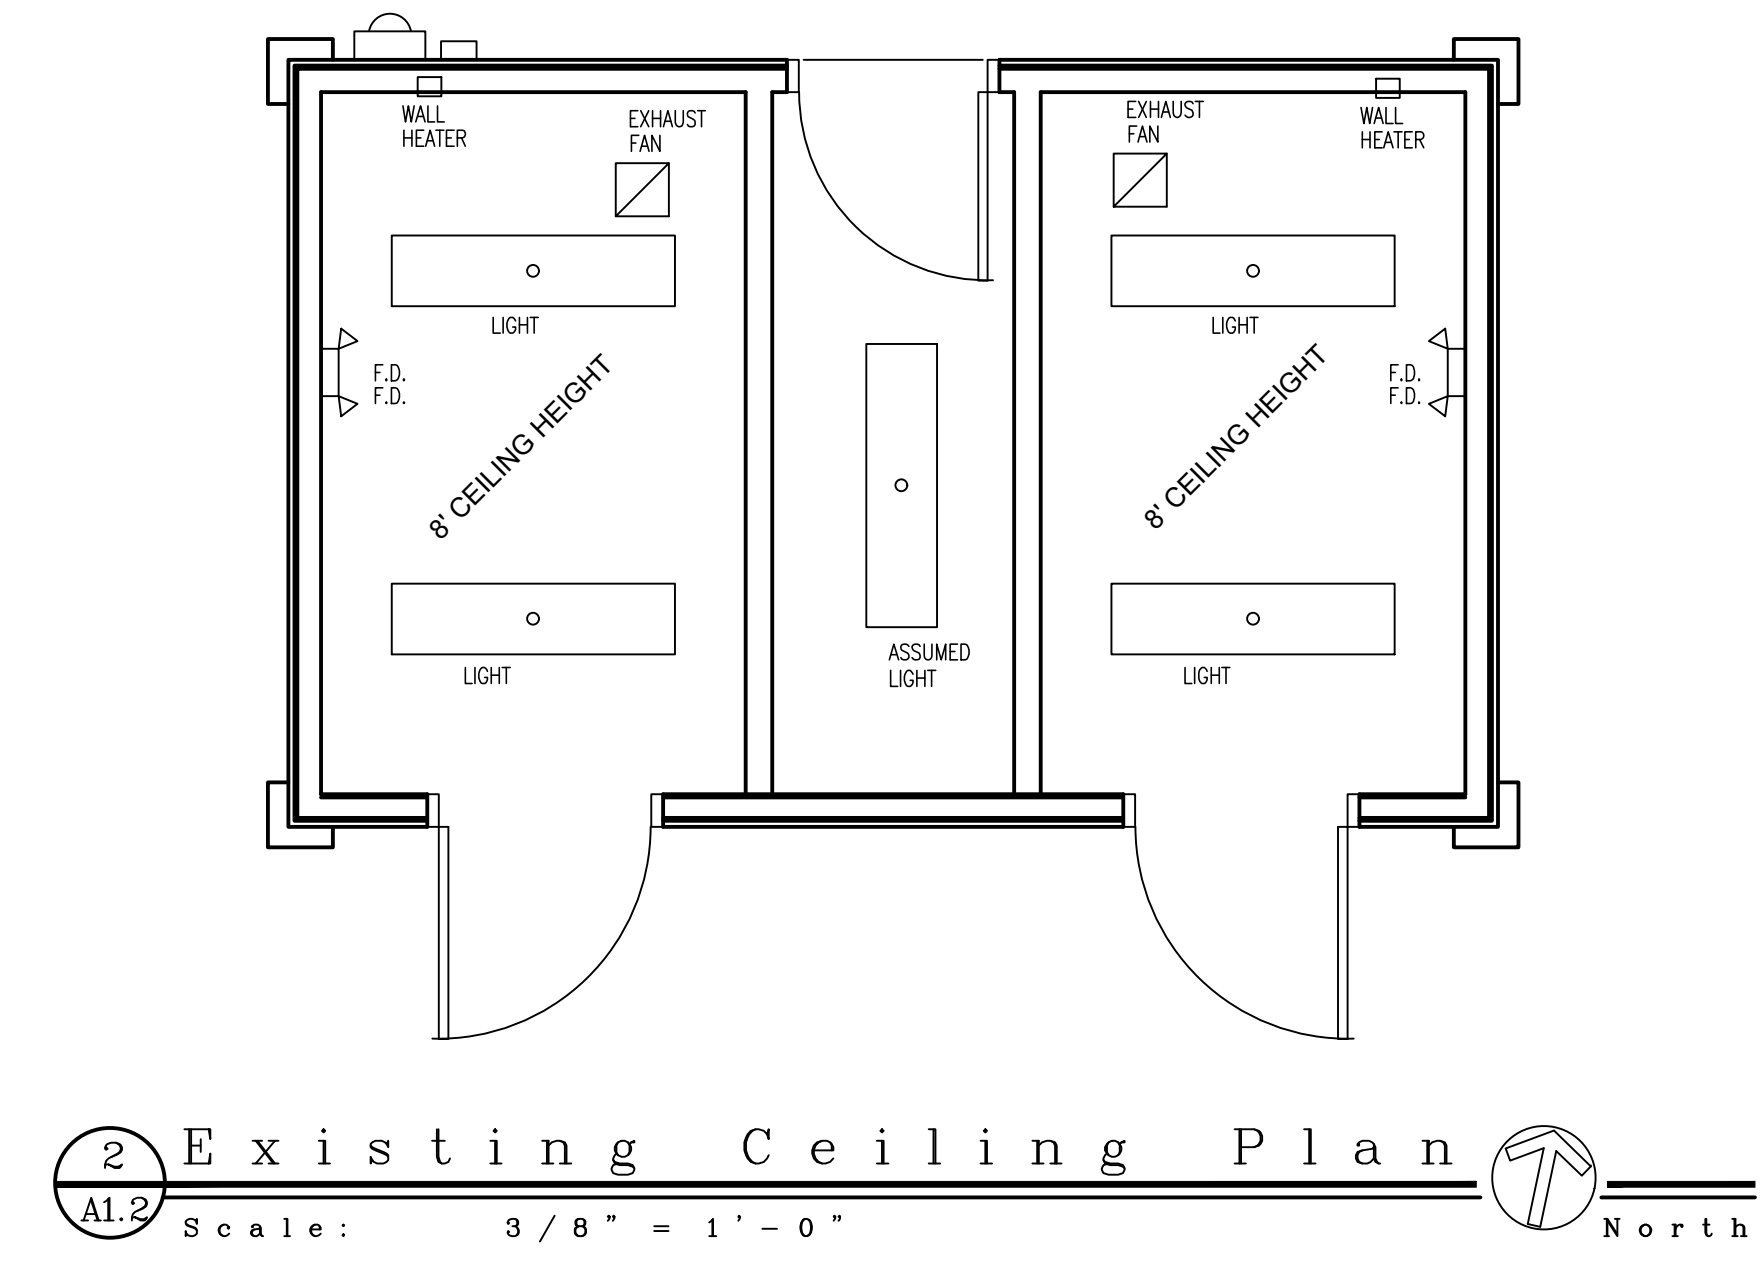 WALL
HEATER
EXHAUST
FAN
EXHAUST
FAN
WALL
HEATER
LIGHT
LIGHT
F.D.
F.D.
8' CEILING HEIGHT
8' CEILING HEIGHT
F.D.
F.D.
LIGHT
ASSUMED
LIGHT
LIGHT
2
Existing Ceiling Plan
A1.2
Scale: 3/8" = 1'-0"
North